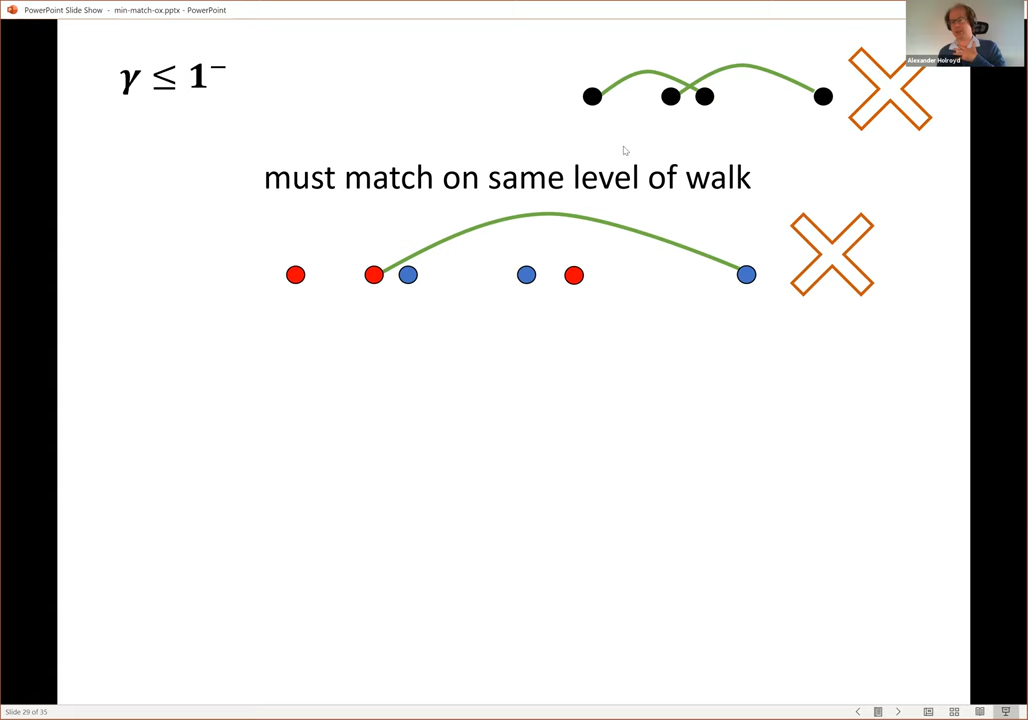 PowerPoint Slide Show - min-match-ox.pptx - PowerPoint
Alexander Holroyd
γ ≤ 1⁻
must match on same level of walk
Slide 29 of 35